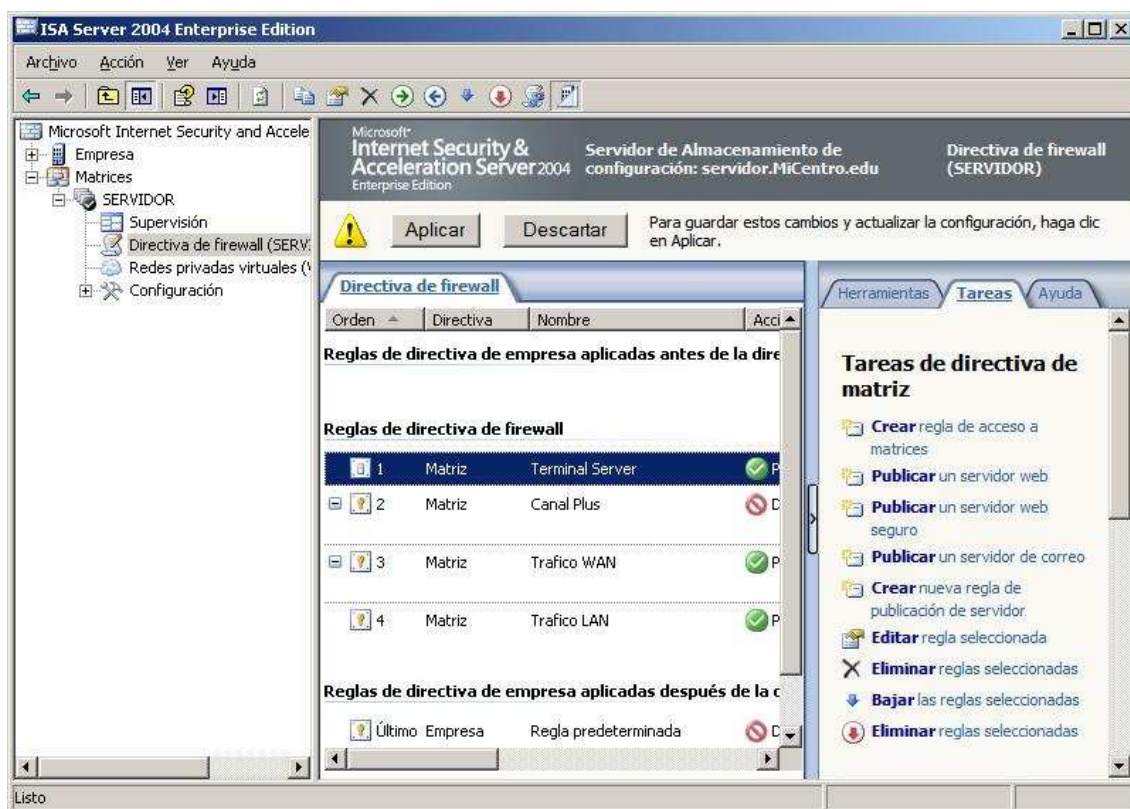 ISA Server 2004 Enterprise Edition
Archivo Acción Ver Ayuda
Microsoft Internet Security and Accele
Empresa
Matrices
SERVIDOR
Supervisión
Directiva de firewall (SERV
Redes privadas virtuales (
Configuración
Microsoft
Internet Security &
Acceleration Server 2004
Enterprise Edition
Servidor de Almacenamiento de
configuración: servidor.MiCentro.edu
Directiva de firewall
(SERVIDOR)
Aplicar Descartar
Para guardar estos cambios y actualizar la configuración, haga clic
en Aplicar.
Directiva de firewall
Orden Directiva Nombre Acci
Reglas de directiva de empresa aplicadas antes de la dire
Reglas de directiva de firewall
1 Matriz Terminal Server P
2 Matriz Canal Plus D
3 Matriz Trafico WAN P
4 Matriz Trafico LAN P
Reglas de directiva de empresa aplicadas después de la
Último Empresa Regla predeterminada D
Herramientas Tareas Ayuda
Tareas de directiva de
matriz
Crear regla de acceso a
matrices
Publicar un servidor web
Publicar un servidor web
seguro
Publicar un servidor de correo
Crear nueva regla de
publicación de servidor
Editar regla seleccionada
Eliminar reglas seleccionadas
Bajar las reglas seleccionadas
Eliminar reglas seleccionadas
Listo